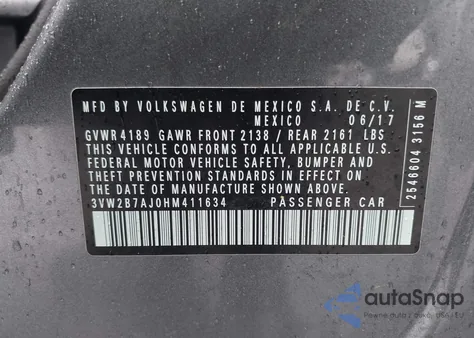 MFD BY VOLKSWAGEN DE MEXICO S.A. DE C.V.
MEXICO 06/17
GVWR 4189 GAWR FRONT 2138 / REAR 2161 LBS
THIS VEHICLE CONFORMS TO ALL APPLICABLE U.S.
FEDERAL MOTOR VEHICLE SAFETY, BUMPER AND
THEFT PREVENTION STANDARDS IN EFFECT ON
THE DATE OF MANUFACTURE SHOWN ABOVE.
3VW2B7AJ0HM411634 PASSENGER CAR
2546604 3156 M
autaSnap